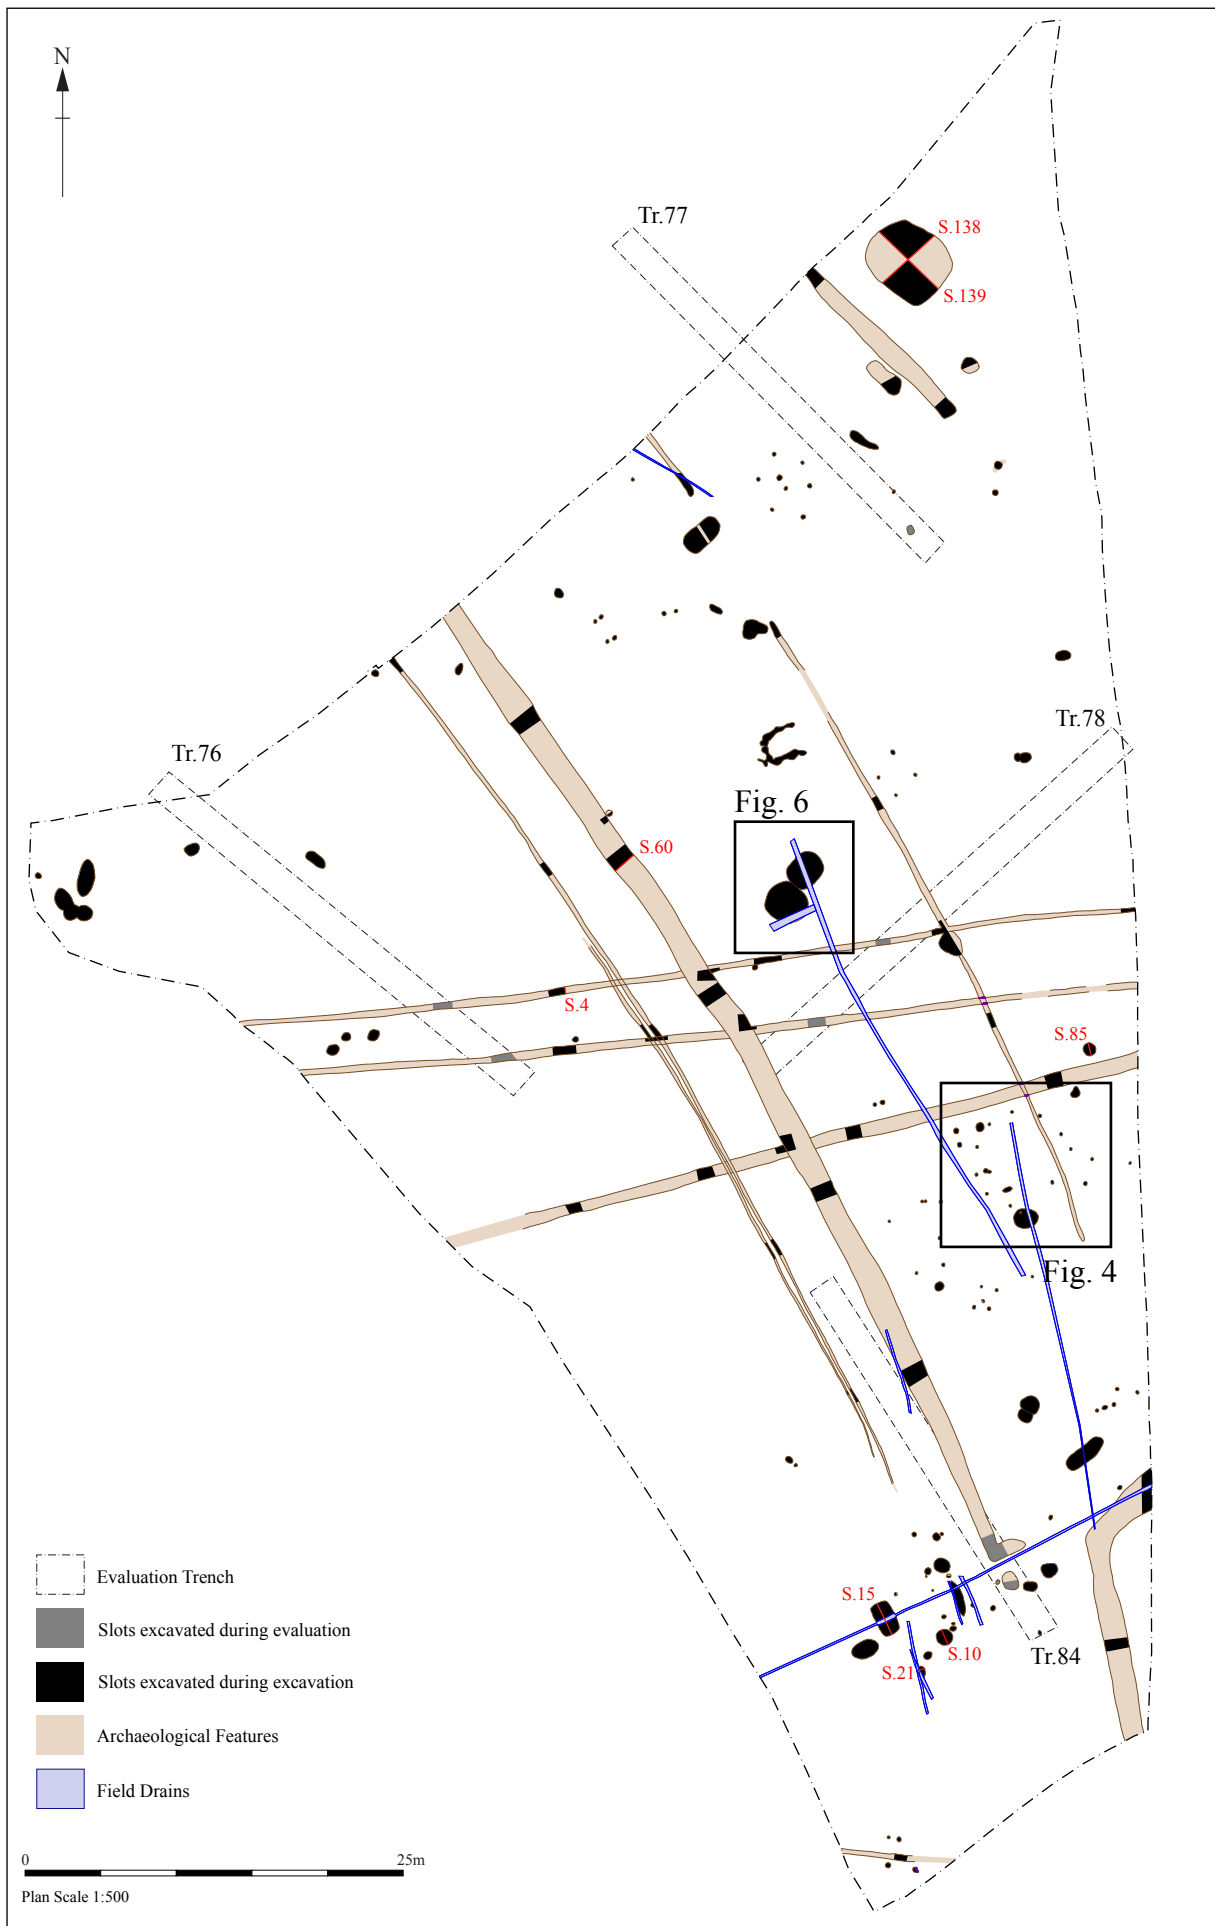 N
Tr.77
S.138
S.139
Tr.78
Tr.76
Fig. 6
S.60
S.4
S.85
Fig. 4
S.15
S.10
S.21
Tr.84
Evaluation Trench
Slots excavated during evaluation
Slots excavated during excavation
Archaeological Features
Field Drains
0 25m
Plan Scale 1:500